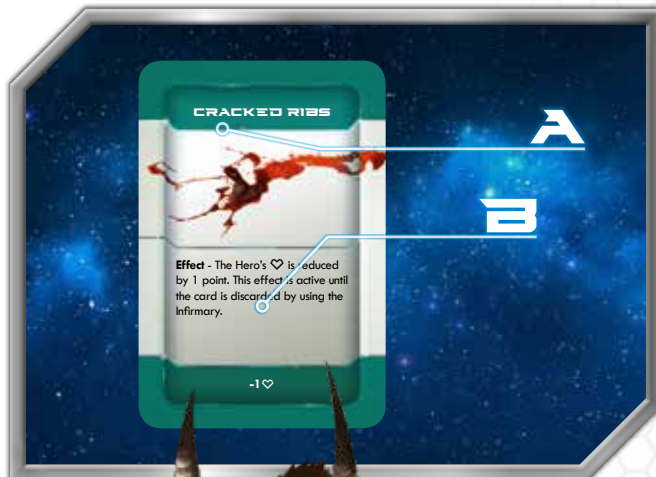 CRACKED RIBS
A
B
Effect - The Hero's ♡ is reduced
by 1 point. This effect is active until
the card is discarded by using the
Infirmary.
-1♡